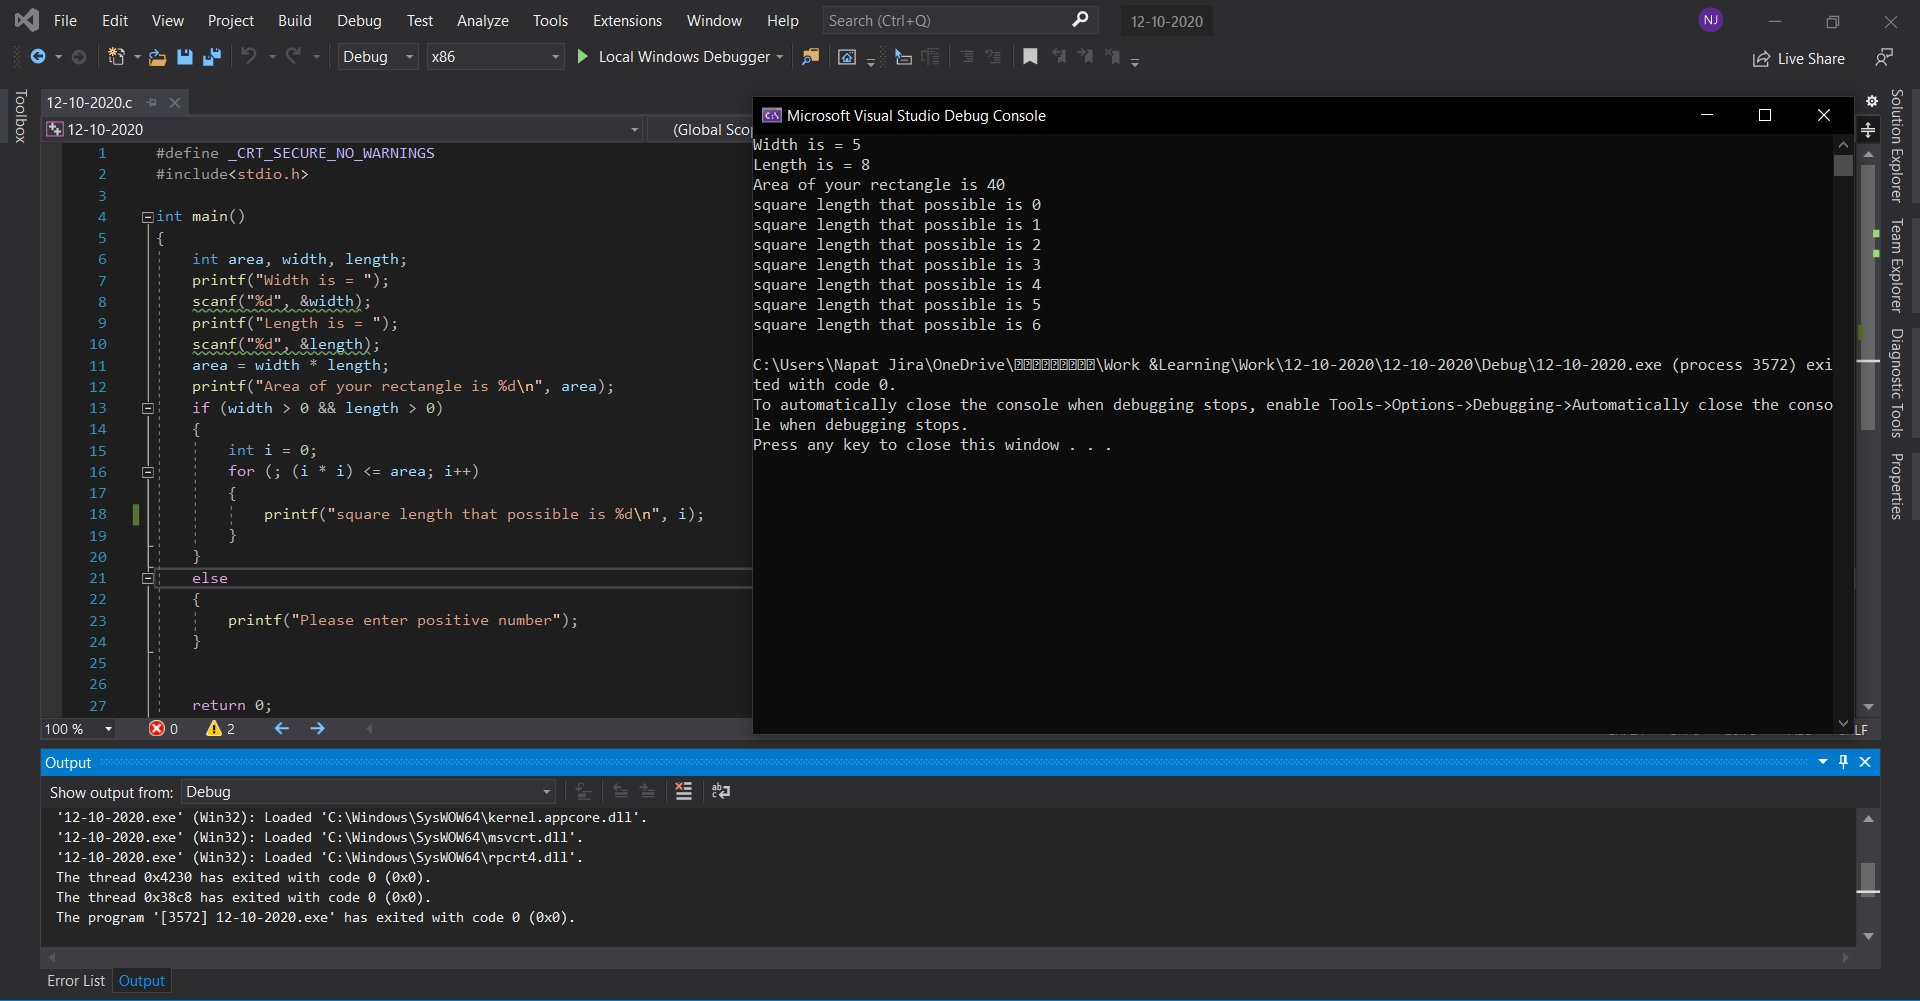 File Edit View Project Build Debug Test Analyze Tools Extensions Window Help Search (Ctrl+Q) 12-10-2020 NJ
Debug x86 Local Windows Debugger Live Share
Toolbox
12-10-2020.c
12-10-2020 (Global Sco
1 #define _CRT_SECURE_NO_WARNINGS
2 #include<stdio.h>
3
4 int main()
5 {
6 int area, width, length;
7 printf("Width is = ");
8 scanf("%d", &width);
9 printf("Length is = ");
10 scanf("%d", &length);
11 area = width * length;
12 printf("Area of your rectangle is %d\n", area);
13 if (width > 0 && length > 0)
14 {
15 int i = 0;
16 for (; (i * i) <= area; i++)
17 {
18 printf("square length that possible is %d\n", i);
19 }
20 }
21 else
22 {
23 printf("Please enter positive number");
24 }
25
26
27 return 0;
100 % 0 2
Microsoft Visual Studio Debug Console
Width is = 5
Length is = 8
Area of your rectangle is 40
square length that possible is 0
square length that possible is 1
square length that possible is 2
square length that possible is 3
square length that possible is 4
square length that possible is 5
square length that possible is 6
C:\Users\Napat Jira\OneDrive\ \Work &Learning\Work\12-10-2020\12-10-2020\Debug\12-10-2020.exe (process 3572) exi
ted with code 0.
To automatically close the console when debugging stops, enable Tools->Options->Debugging->Automatically close the conso
le when debugging stops.
Press any key to close this window . . .
Solution Explorer
Team Explorer
Diagnostic Tools
Properties
LF
Output
Show output from: Debug
'12-10-2020.exe' (Win32): Loaded 'C:\Windows\SysWOW64\kernel.appcore.dll'.
'12-10-2020.exe' (Win32): Loaded 'C:\Windows\SysWOW64\msvcrt.dll'.
'12-10-2020.exe' (Win32): Loaded 'C:\Windows\SysWOW64\rpcrt4.dll'.
The thread 0x4230 has exited with code 0 (0x0).
The thread 0x38c8 has exited with code 0 (0x0).
The program '[3572] 12-10-2020.exe' has exited with code 0 (0x0).
Error List Output